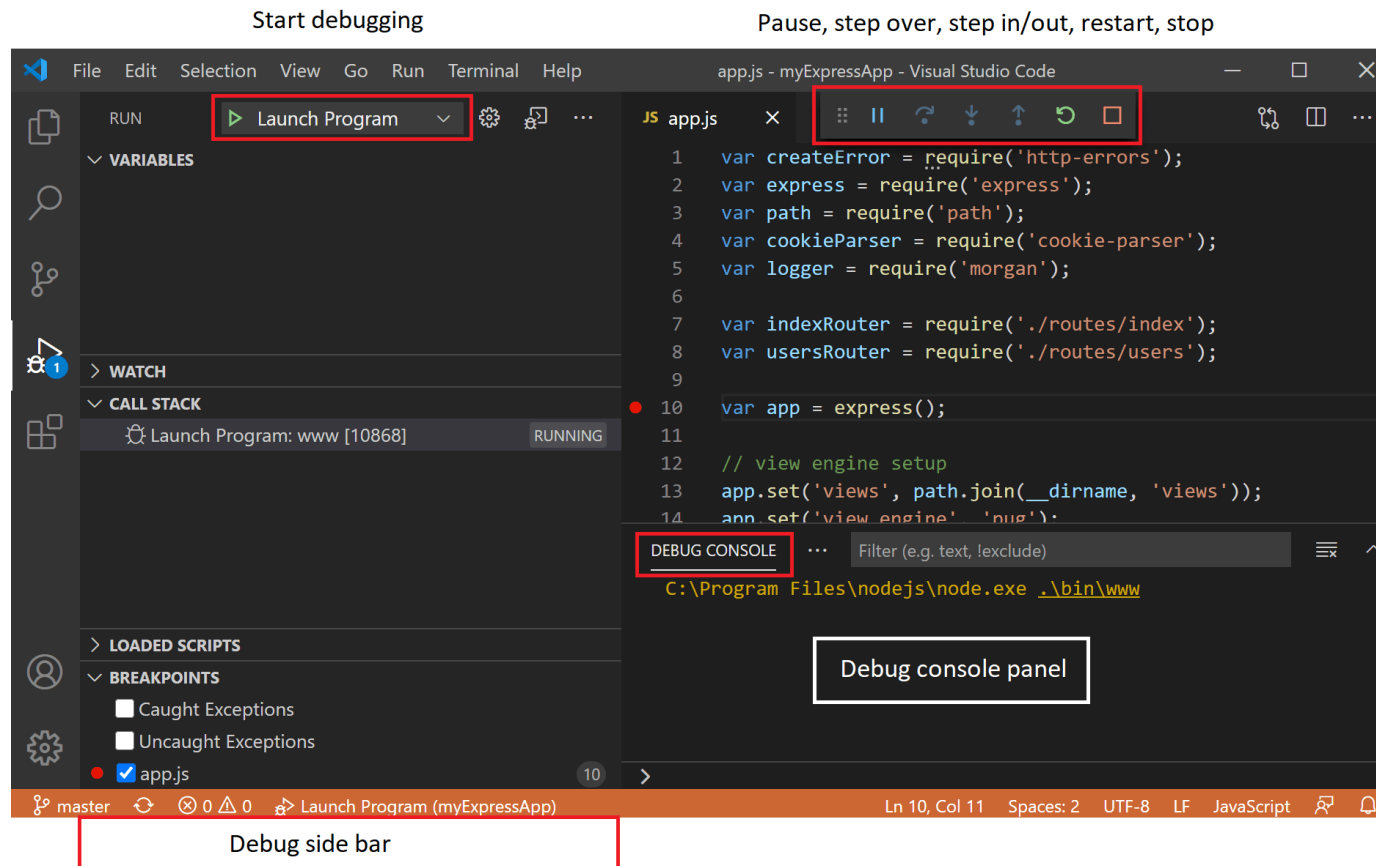 Start debugging
Pause, step over, step in/out, restart, stop
File Edit Selection View Go Run Terminal Help
app.js - myExpressApp - Visual Studio Code
RUN
Launch Program
VARIABLES
WATCH
CALL STACK
Launch Program: www [10868]
RUNNING
LOADED SCRIPTS
BREAKPOINTS
Caught Exceptions
Uncaught Exceptions
app.js
10
1
JS app.js
1 var createError = require('http-errors');
2 var express = require('express');
3 var path = require('path');
4 var cookieParser = require('cookie-parser');
5 var logger = require('morgan');
6
7 var indexRouter = require('./routes/index');
8 var usersRouter = require('./routes/users');
9
10 var app = express();
11
12 // view engine setup
13 app.set('views', path.join(__dirname, 'views'));
14 app.set('view engine', 'pug');
DEBUG CONSOLE
Filter (e.g. text, !exclude)
C:\Program Files\nodejs\node.exe .\bin\www
Debug console panel
master
0 0
Launch Program (myExpressApp)
Ln 10, Col 11 Spaces: 2 UTF-8 LF JavaScript
Debug side bar